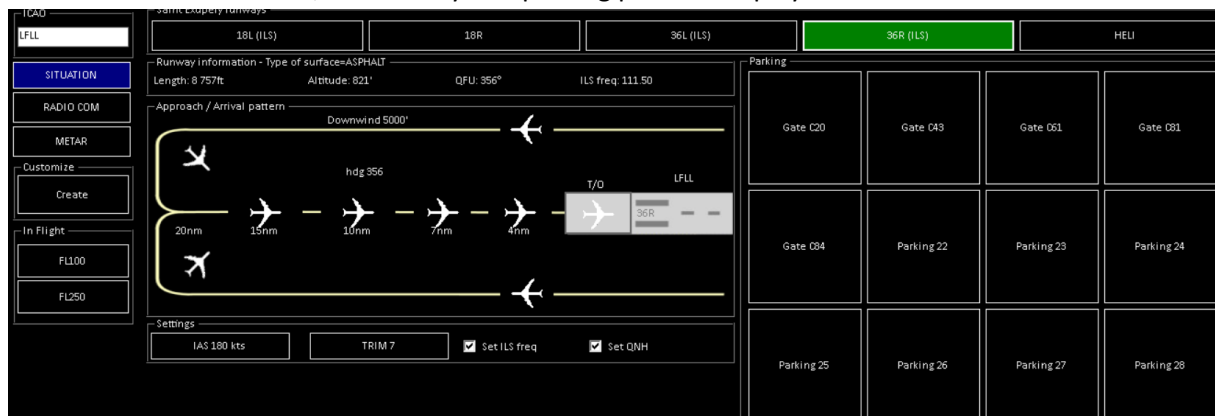 ICAO
LFLL
Saint Exupery runways
18L (ILS)
18R
36L (ILS)
36R (ILS)
HELI
SITUATION
RADIO COM
METAR
Customize
Create
In Flight
FL100
FL250
Runway information - Type of surface=ASPHALT
Length: 8 757ft
Altitude: 821'
QFU: 356°
ILS freq: 111.50
Approach / Arrival pattern
Downwind 5000'
hdg 356
T/O
LFLL
36R
20nm
15nm
10nm
7nm
4nm
Settings
IAS 180 kts
TRIM 7
Set ILS freq
Set QNH
Parking
Gate C20
Gate C43
Gate C61
Gate C81
Gate C84
Parking 22
Parking 23
Parking 24
Parking 25
Parking 26
Parking 27
Parking 28